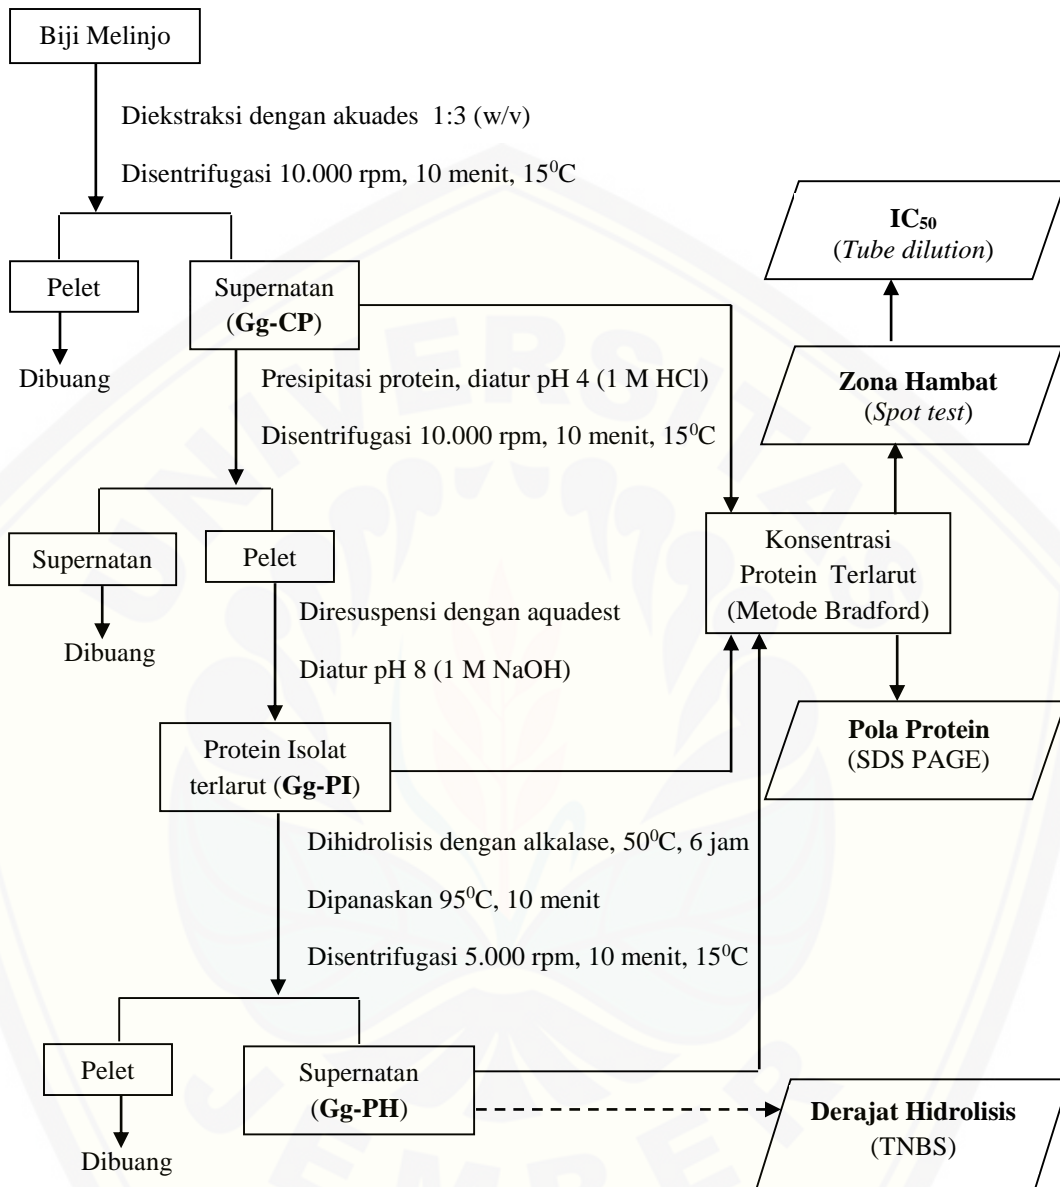 Biji Melinjo
Diekstraksi dengan akuades 1:3 (w/v)
Disentrifugasi 10.000 rpm, 10 menit, 15⁰C
Pelet
Dibuang
Supernatan
(Gg-CP)
Presipitasi protein, diatur pH 4 (1 M HCl)
Disentrifugasi 10.000 rpm, 10 menit, 15⁰C
Supernatan
Dibuang
Pelet
Diresuspensi dengan aquadest
Diatur pH 8 (1 M NaOH)
Protein Isolat
terlarut (Gg-PI)
Dihidrolisis dengan alkalase, 50⁰C, 6 jam
Dipanaskan 95⁰C, 10 menit
Disentrifugasi 5.000 rpm, 10 menit, 15⁰C
Pelet
Dibuang
Supernatan
(Gg-PH)
IC₅₀
(Tube dilution)
Zona Hambat
(Spot test)
Konsentrasi
Protein Terlarut
(Metode Bradford)
Pola Protein
(SDS PAGE)
Derajat Hidrolisis
(TNBS)
UNIVERSITAS
JEMBER